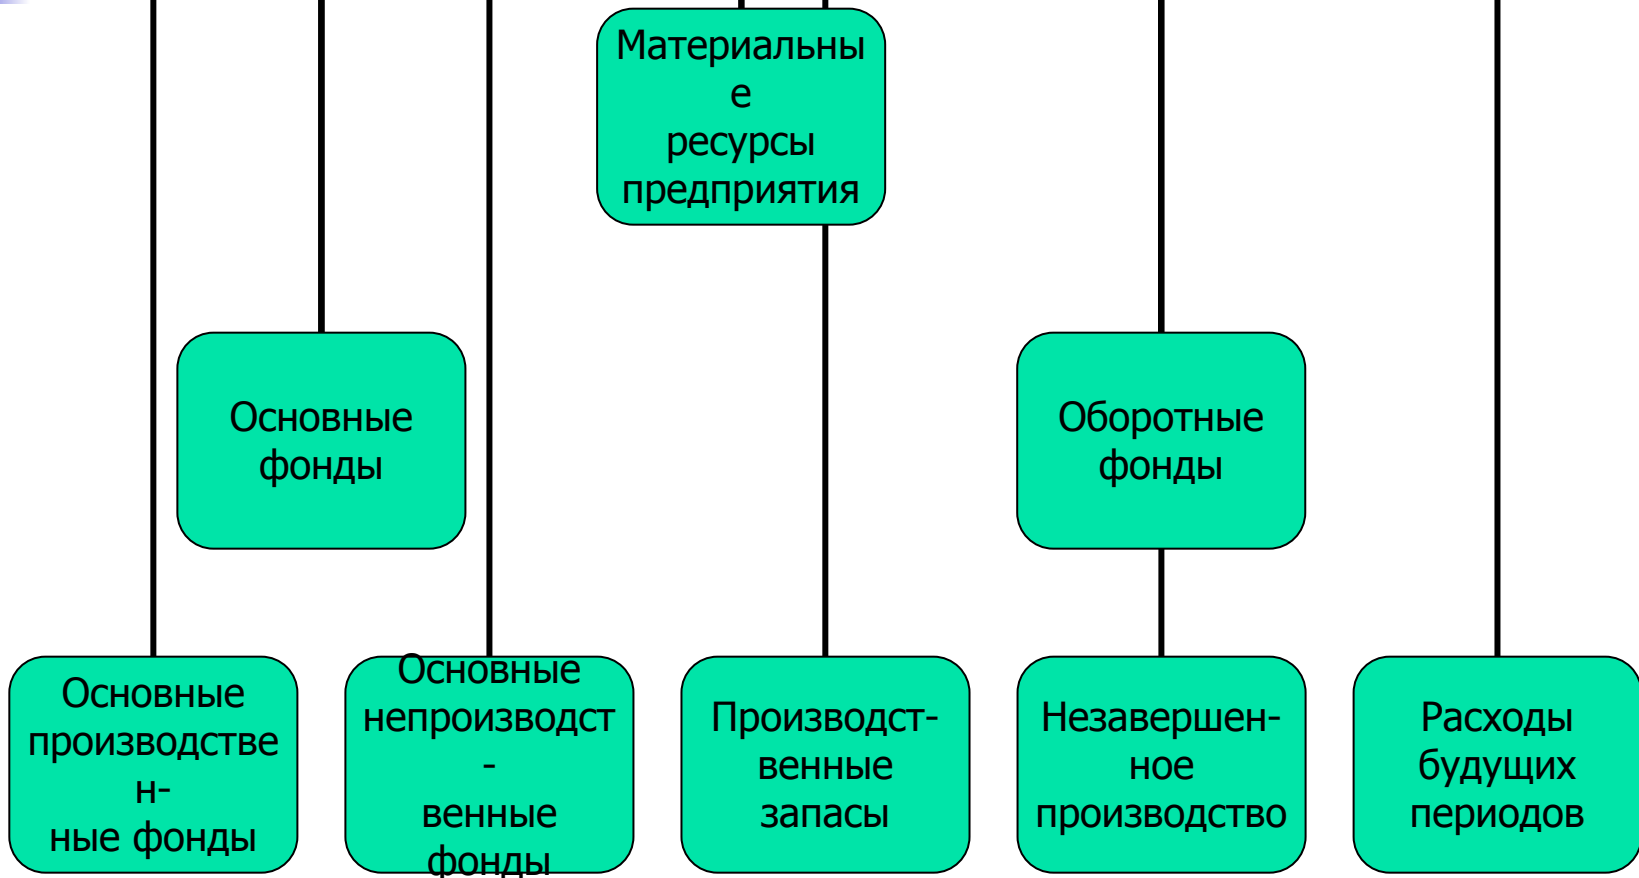 Материальны
е
ресурсы
предприятия
Основные
фонды
Оборотные
фонды
Основные
производстве
н-
ные фонды
Основные
непроизводст
-
венные
фонды
Производст-
венные
запасы
Незавершен-
ное
производство
Расходы
будущих
периодов